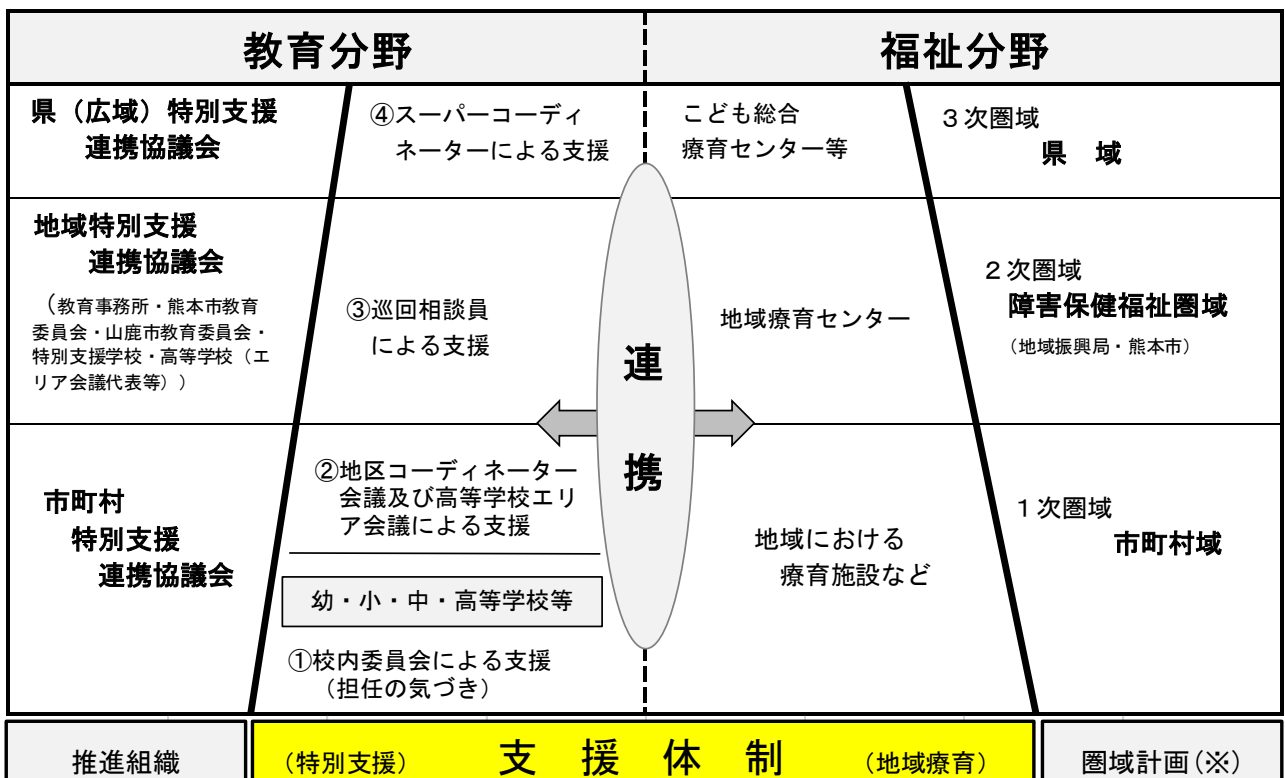 教育分野
福祉分野
県（広域）特別支援
連携協議会
④スーパーコーディ
ネーターによる支援
こども総合
療育センター等
３次圏域
県　域
地域特別支援
連携協議会
（教育事務所・熊本市教育
委員会・山鹿市教育委員会・
特別支援学校・高等学校（エ
リア会議代表等））
③巡回相談員
による支援
地域療育センター
２次圏域
障害保健福祉圏域
（地域振興局・熊本市）
連
携
市町村
特別支援
連携協議会
②地区コーディネーター
会議及び高等学校エリ
ア会議による支援
幼・小・中・高等学校等
①校内委員会による支援
（担任の気づき）
地域における
療育施設など
１次圏域
市町村域
推進組織
（特別支援）　支　援　体　制　（地域療育）
圏域計画(※)